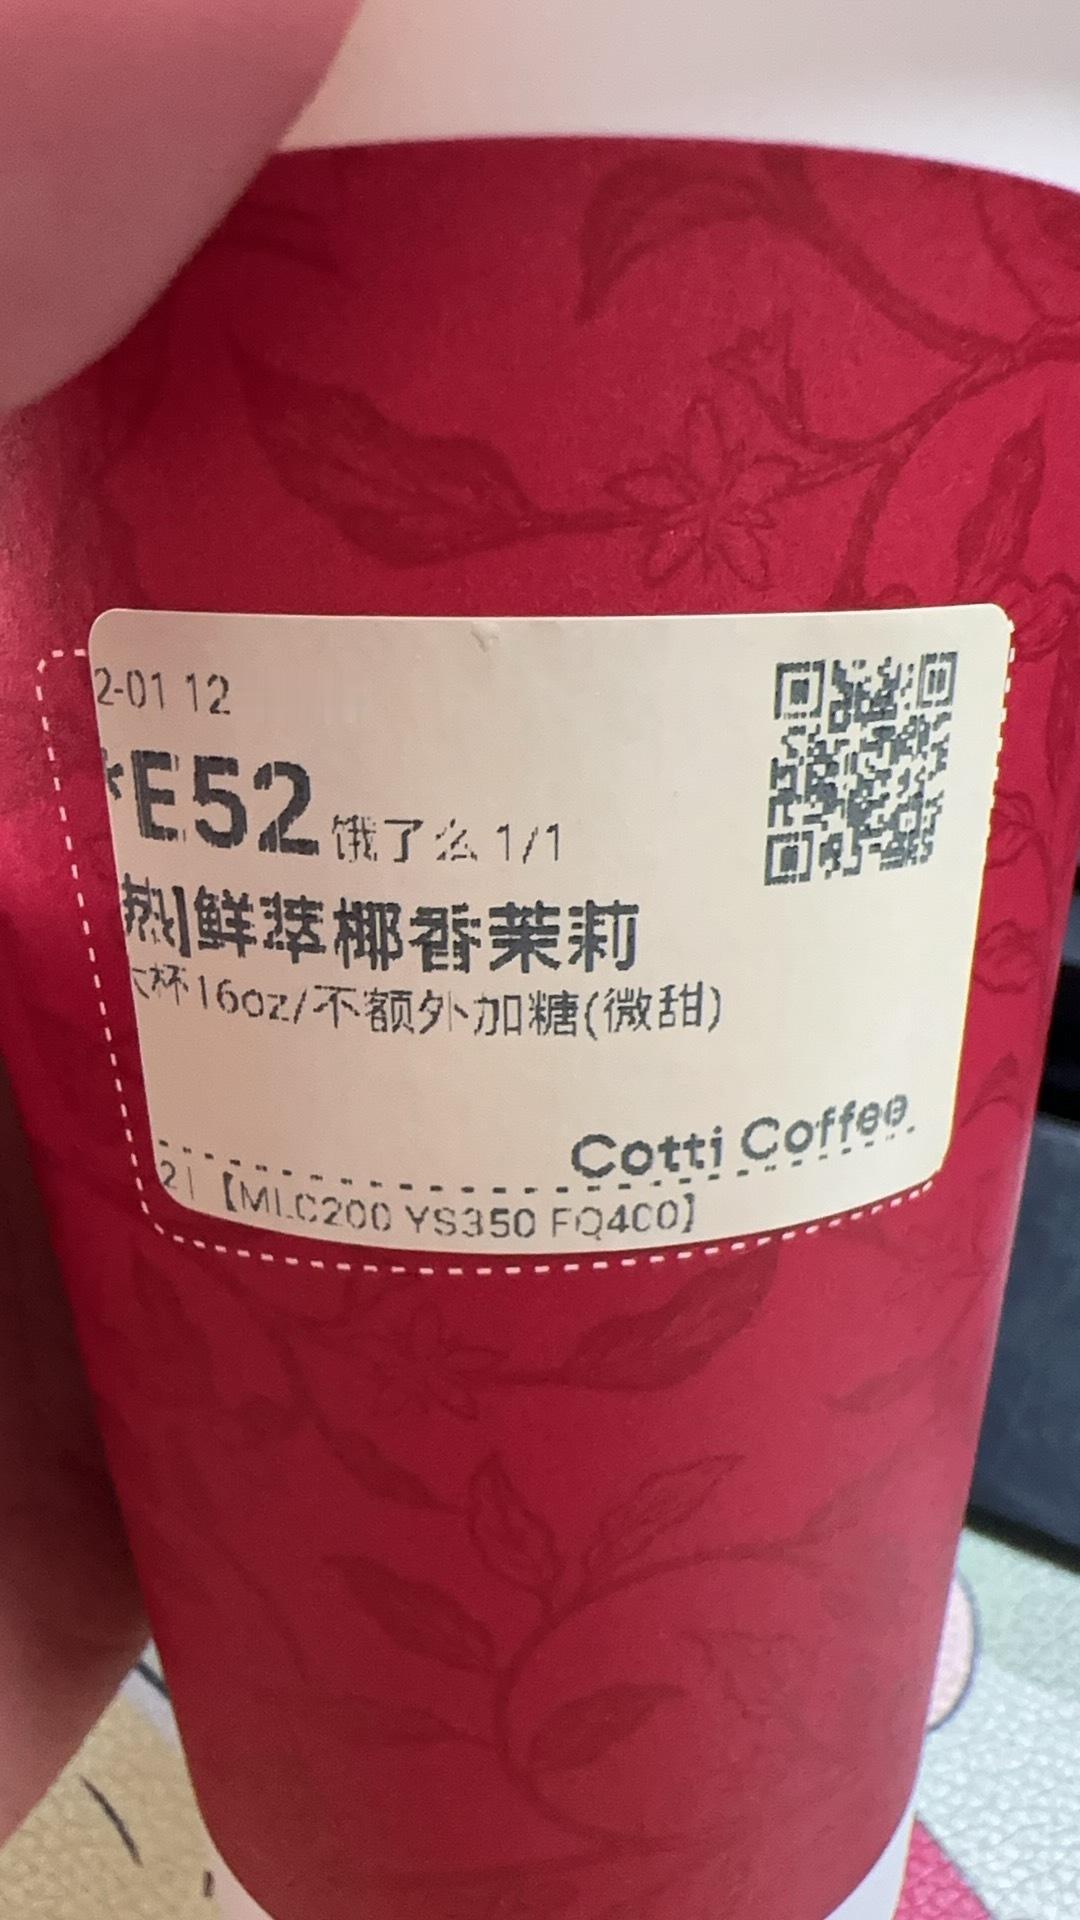 2-01 12
*E52 饿了么 1/1
热]鲜萃椰香茉莉
大杯16oz/不额外加糖(微甜)
Cotti Coffee
2| 【MLC200 YS350 FQ400】